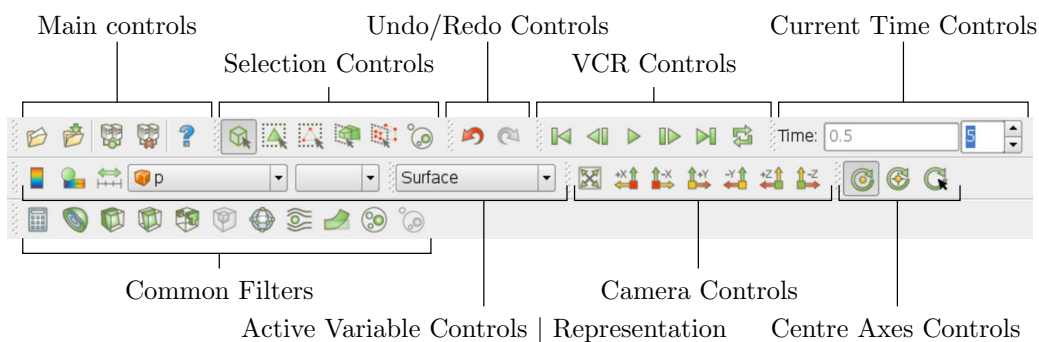 Main controls Undo/Redo Controls Current Time Controls
Selection Controls VCR Controls
? Time: 0.5 5
p Surface +X -X +Y -Y +Z -Z
Common Filters Camera Controls
Active Variable Controls | Representation Centre Axes Controls